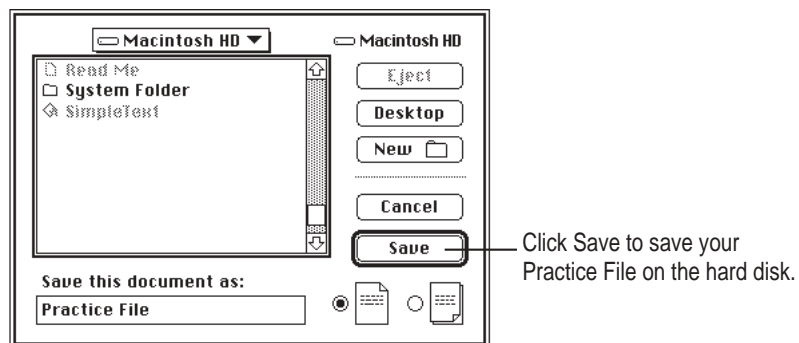 Macintosh HD
Macintosh HD
Read Me
System Folder
SimpleText
Eject
Desktop
New
Cancel
Save
Click Save to save your
Practice File on the hard disk.
Save this document as:
Practice File